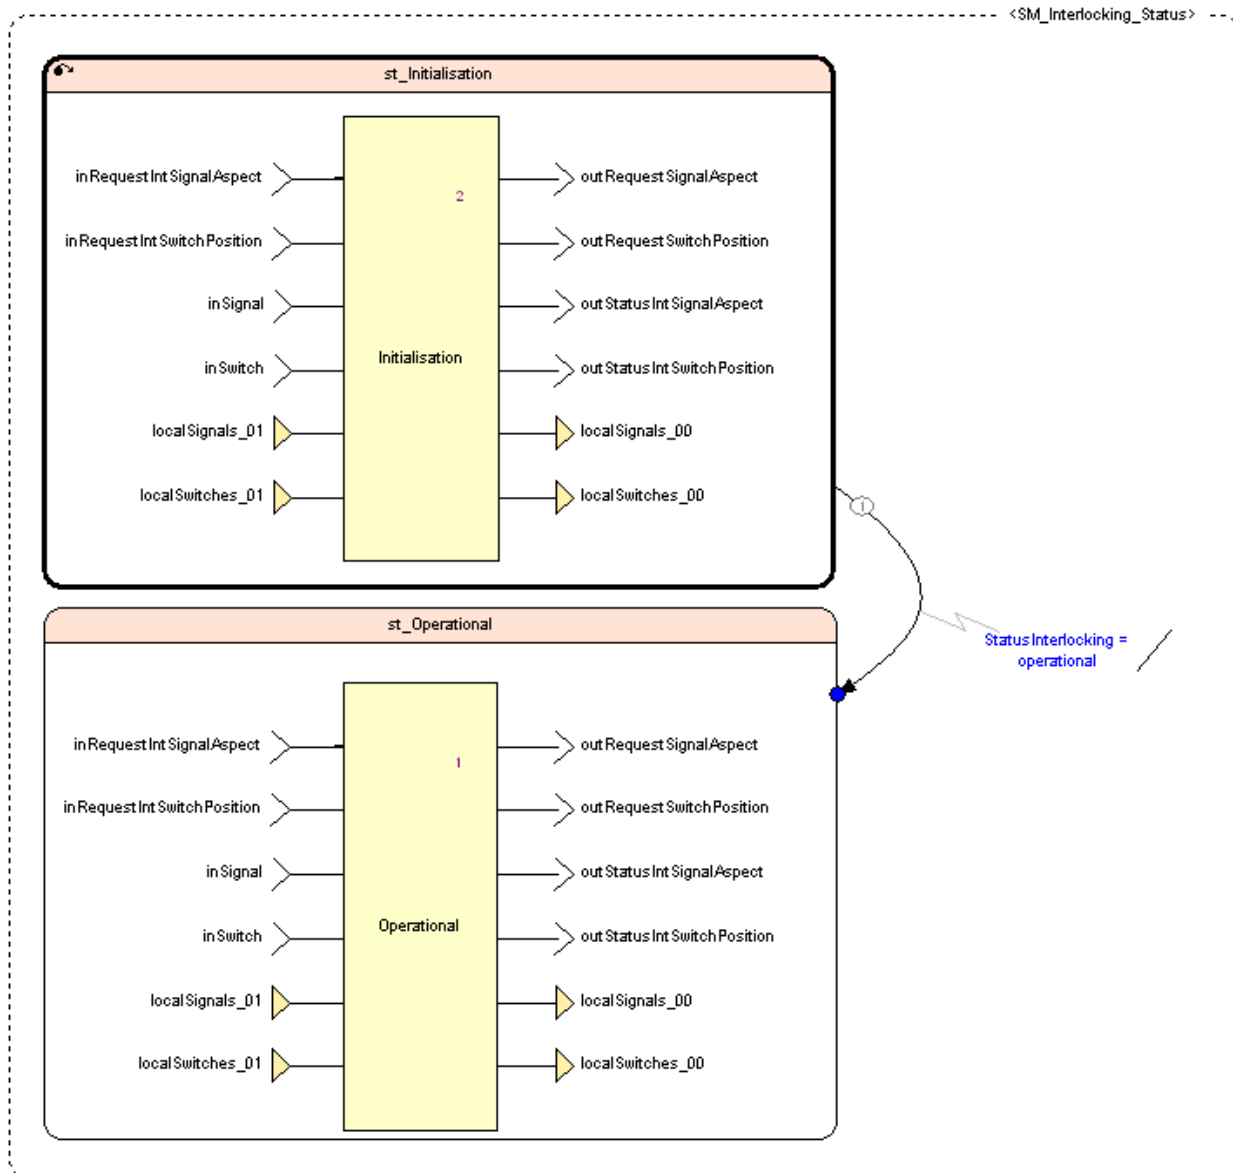 <SM_Interlocking_Status>
st_Initialisation
inRequestIntSignalAspect
2
outRequestSignalAspect
inRequestIntSwitchPosition
outRequestSwitchPosition
inSignal
outStatusIntSignalAspect
Initialisation
inSwitch
outStatusIntSwitchPosition
localSignals_01
localSignals_00
localSwitches_01
localSwitches_00
1
st_Operational
StatusInterlocking =
operational
inRequestIntSignalAspect
1
outRequestSignalAspect
inRequestIntSwitchPosition
outRequestSwitchPosition
inSignal
outStatusIntSignalAspect
Operational
inSwitch
outStatusIntSwitchPosition
localSignals_01
localSignals_00
localSwitches_01
localSwitches_00